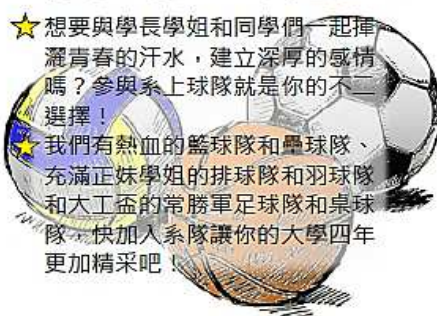 想要與學長學姐和同學們一起揮
灑青春的汗水，建立深厚的感情
嗎？參與系上球隊就是你的不二
選擇！
我們有熱血的籃球隊和壘球隊、
充滿正妹學姐的排球隊和羽球隊
和大工盃的常勝軍足球隊和桌球
隊，快加入系隊讓你的大學四年
更加精采吧！